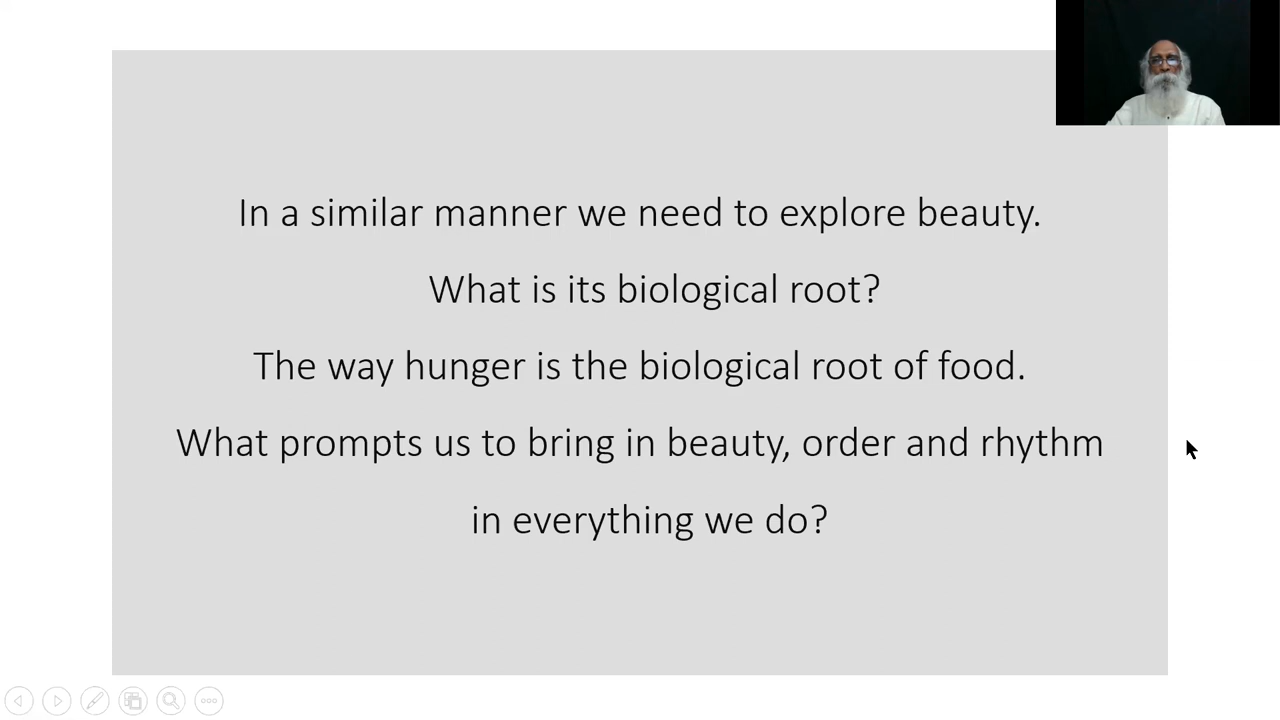 In a similar manner we need to explore beauty.
What is its biological root?
The way hunger is the biological root of food.
What prompts us to bring in beauty, order and rhythm
in everything we do?